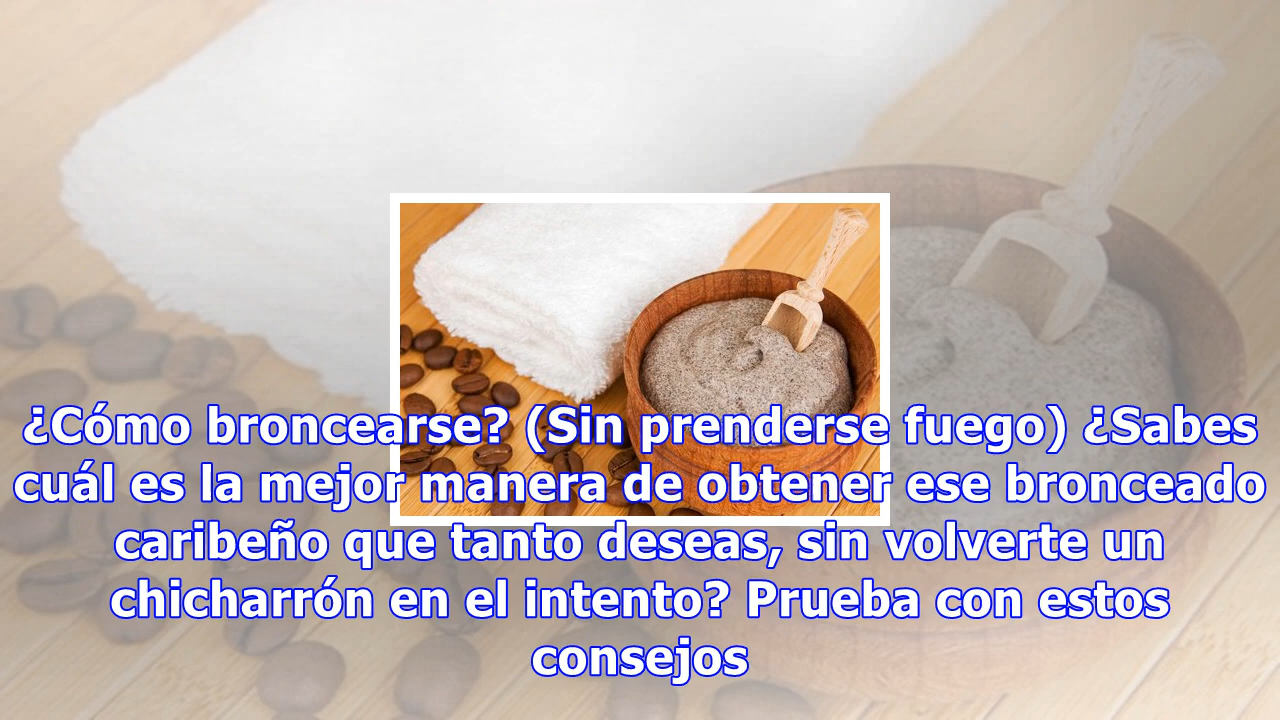 ¿Cómo broncearse? (Sin prenderse fuego) ¿Sabes
cuál es la mejor manera de obtener ese bronceado
caribeño que tanto deseas, sin volverte un
chicharrón en el intento? Prueba con estos
consejos